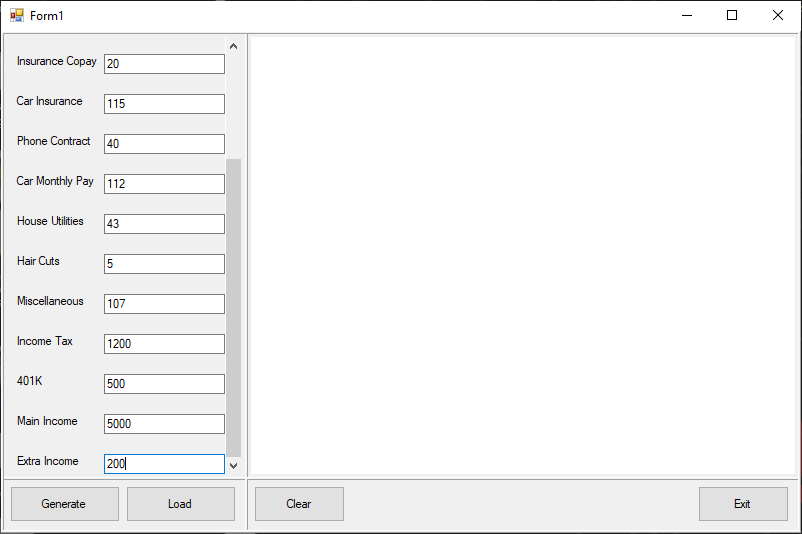 Form1
Insurance Copay 20
Car Insurance 115
Phone Contract 40
Car Monthly Pay 112
House Utilities 43
Hair Cuts 5
Miscellaneous 107
Income Tax 1200
401K 500
Main Income 5000
Extra Income 200
Generate Load Clear Exit